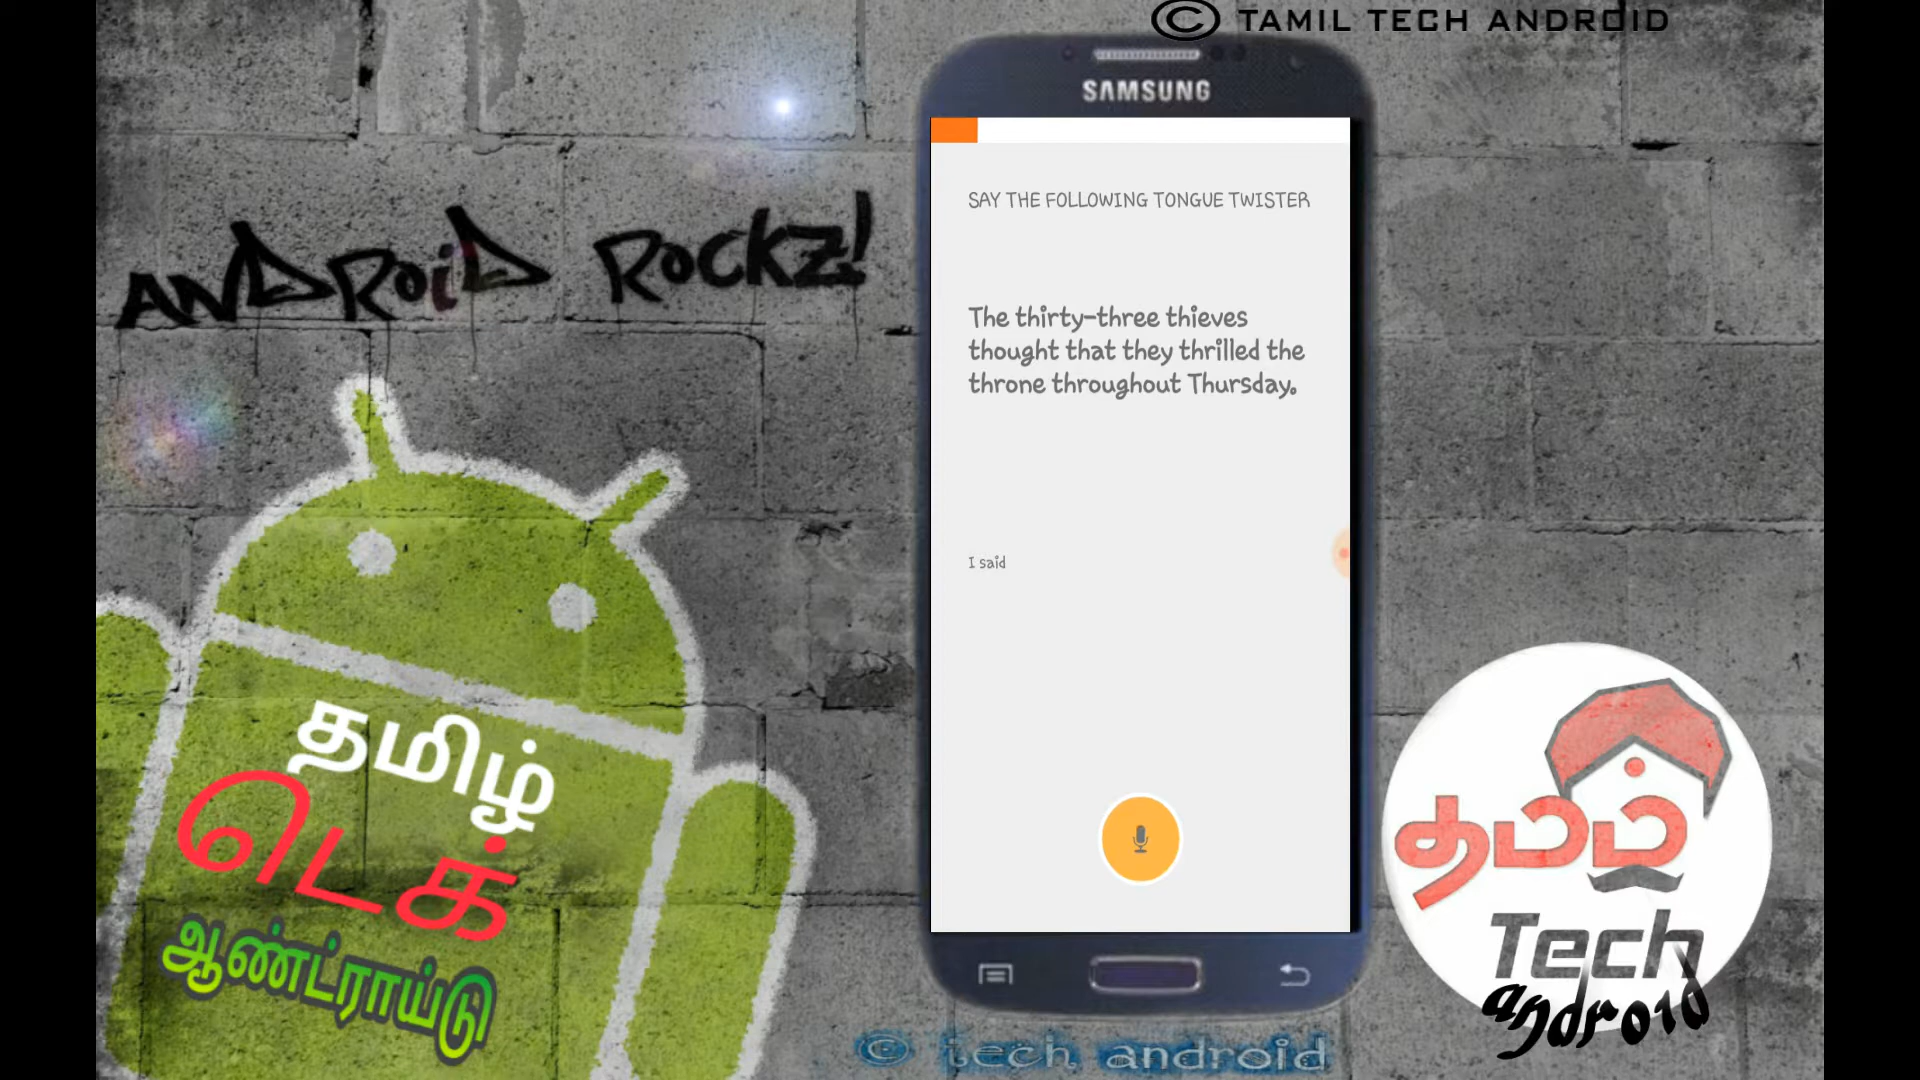 © TAMIL TECH ANDROID
SAMSUNG
SAY THE FOLLOWING TONGUE TWISTER
ANDROID ROCKZ!
The thirty-three thieves
thought that they thrilled the
throne throughout Thursday.
I said
தமிழ்
டெக்
ஆண்ட்ராய்டு
தமிழ்
Tech
android
© tech android